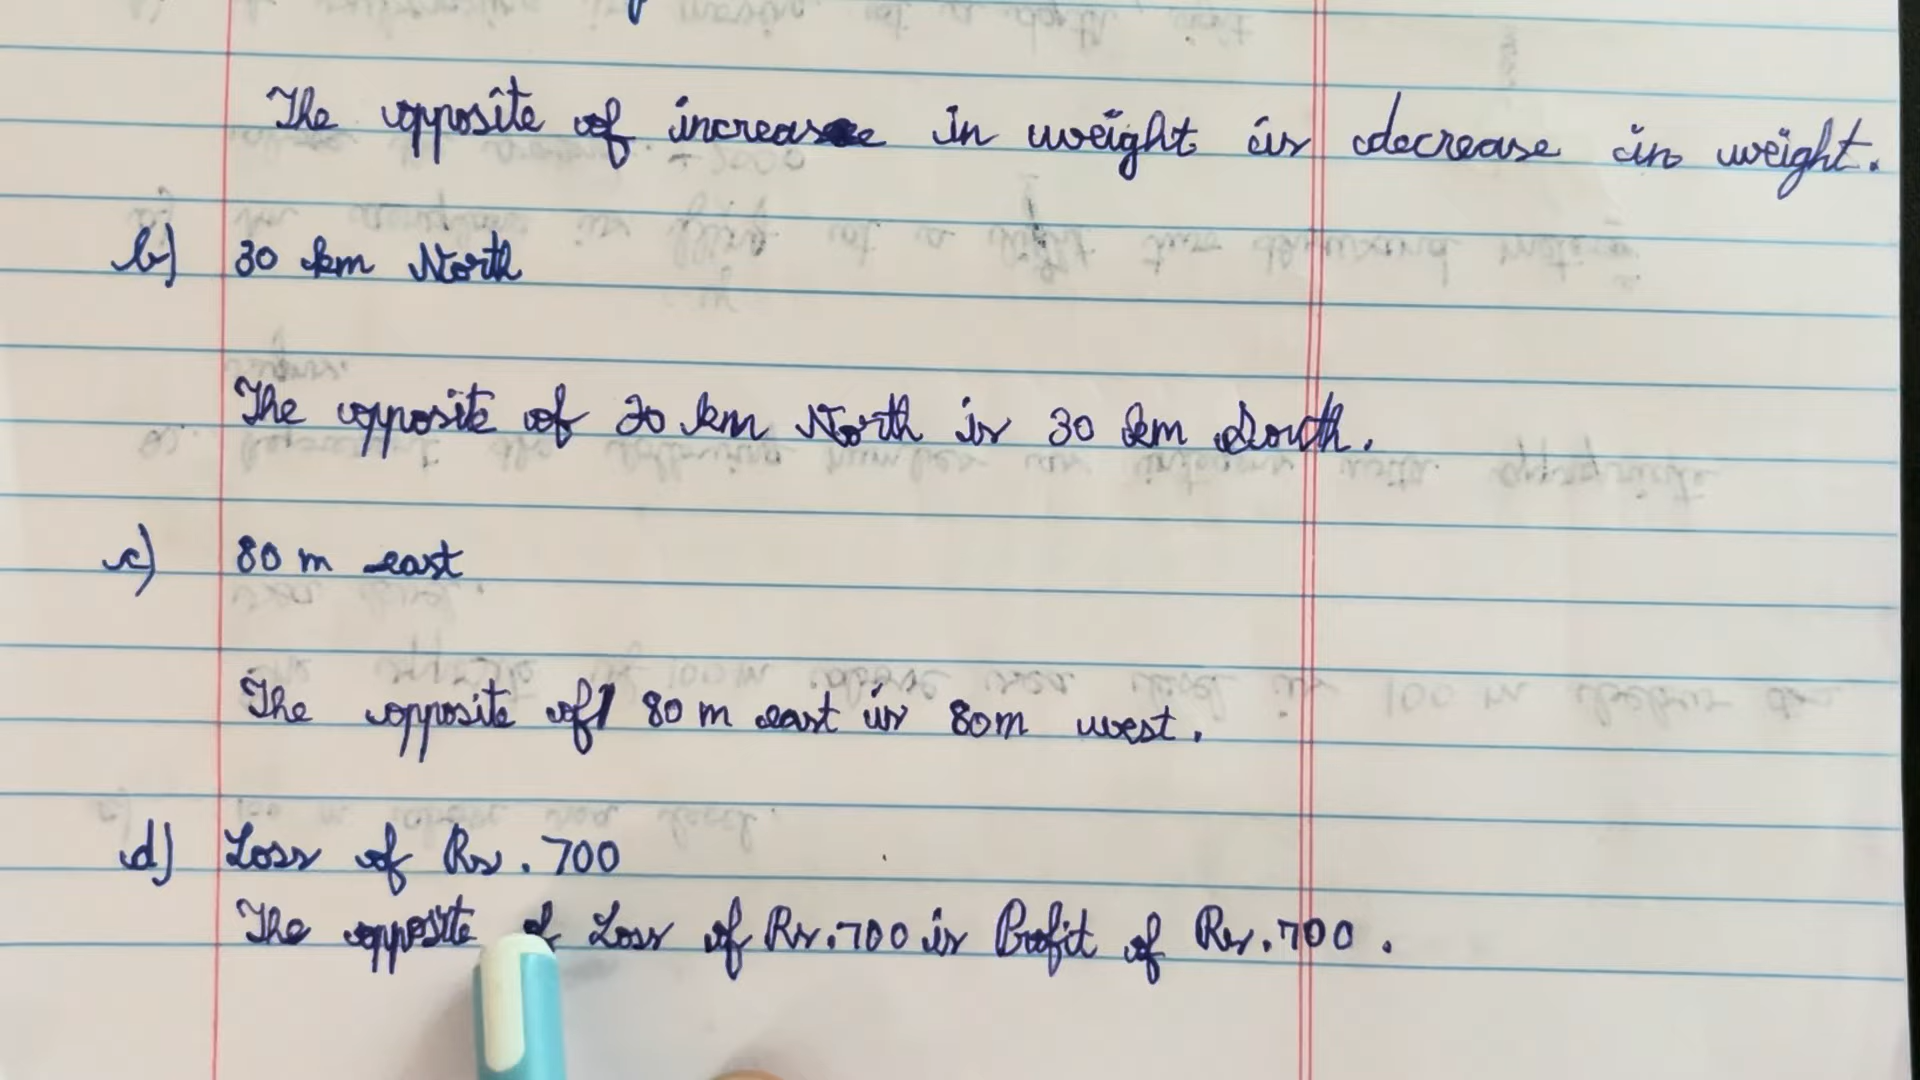 The opposite of increase in weight is decrease in weight.
b) 30 km North
The opposite of 30 km North is 30 km South.
c) 80 m east
The opposite of 80 m east is 80m west.
d) Loss of Rs. 700
The opposite of Loss of Rs.700 is Profit of Rs.700.